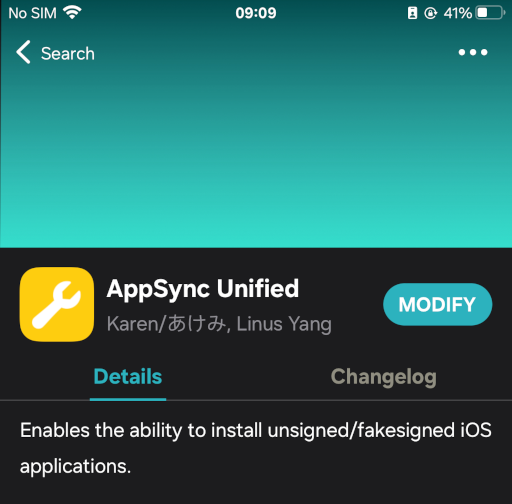 No SIM 09:09 41%
Search
AppSync Unified
Karen/あけみ, Linus Yang
MODIFY
Details Changelog
Enables the ability to install unsigned/fakesigned iOS
applications.